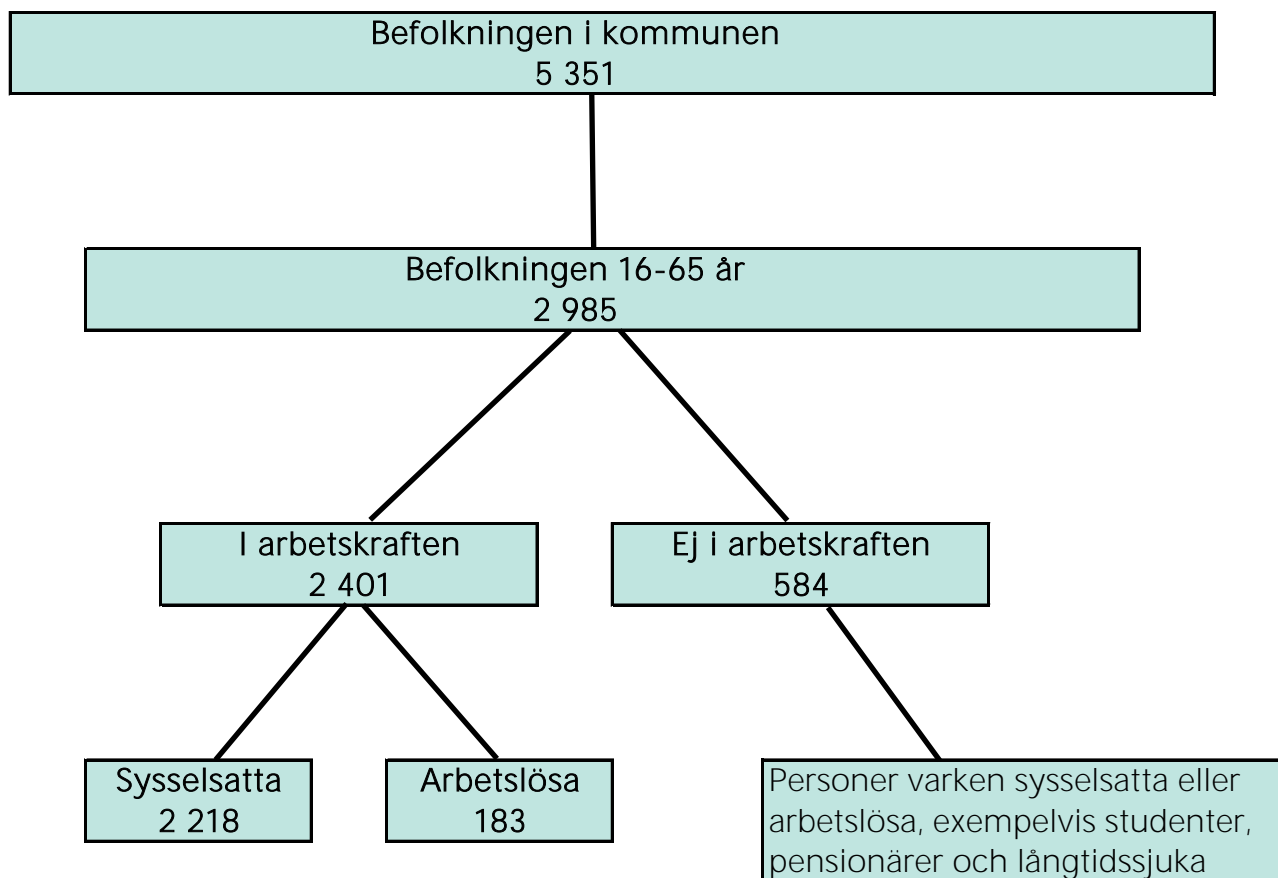 Befolkningen i kommunen
5 351
Befolkningen 16-65 år
2 985
I arbetskraften
2 401
Ej i arbetskraften
584
Sysselsatta
2 218
Arbetslösa
183
Personer varken sysselsatta eller
arbetslösa, exempelvis studenter,
pensionärer och långtidssjuka